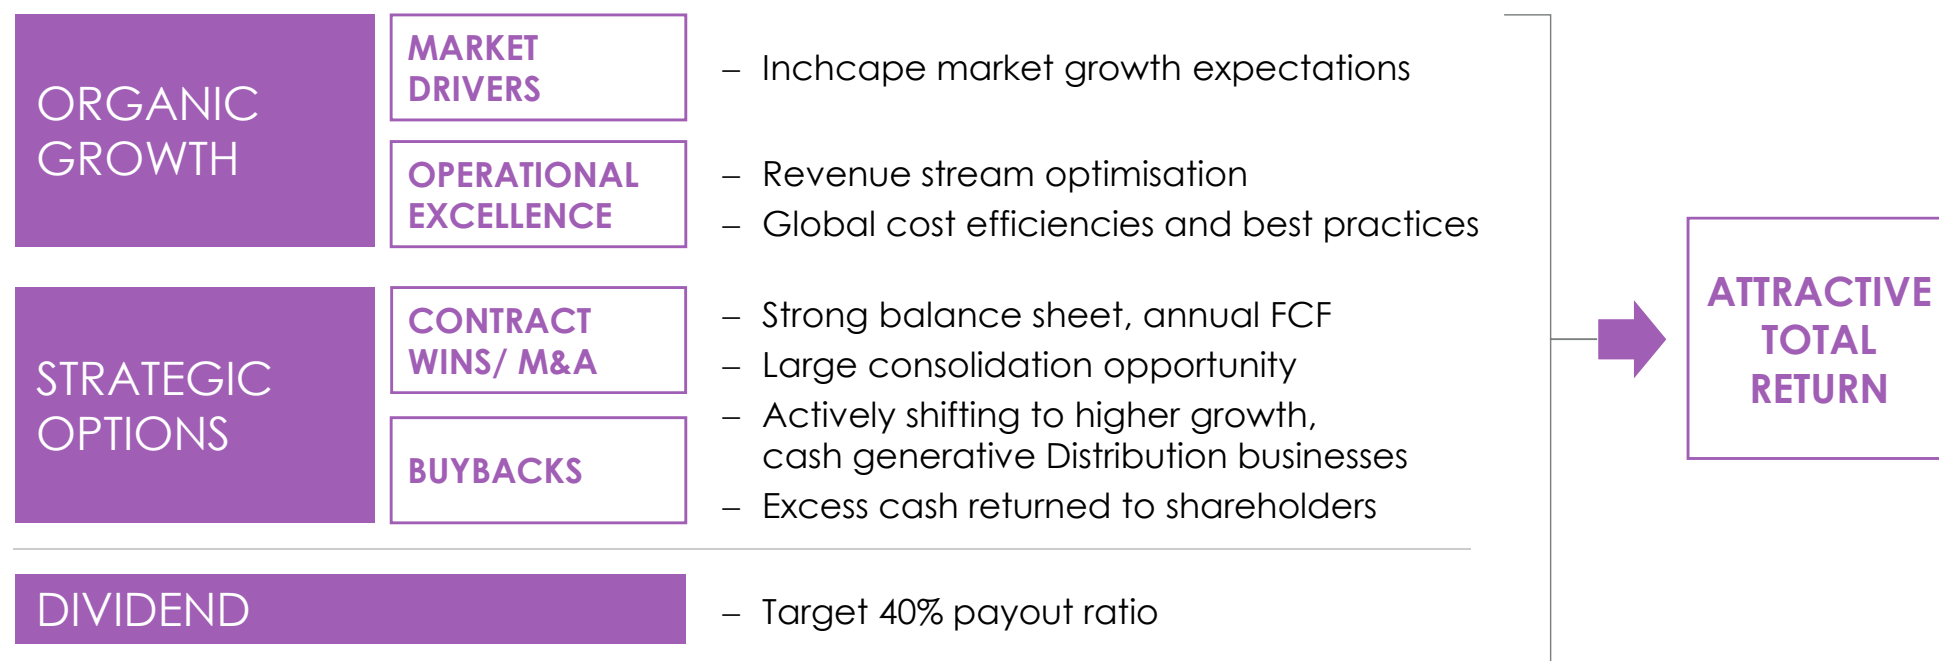 ORGANIC
GROWTH
MARKET
DRIVERS
– Inchcape market growth expectations
OPERATIONAL
EXCELLENCE
– Revenue stream optimisation
– Global cost efficiencies and best practices
STRATEGIC
OPTIONS
CONTRACT
WINS/ M&A
BUYBACKS
– Strong balance sheet, annual FCF
– Large consolidation opportunity
– Actively shifting to higher growth,
cash generative Distribution businesses
– Excess cash returned to shareholders
DIVIDEND
– Target 40% payout ratio
ATTRACTIVE
TOTAL
RETURN